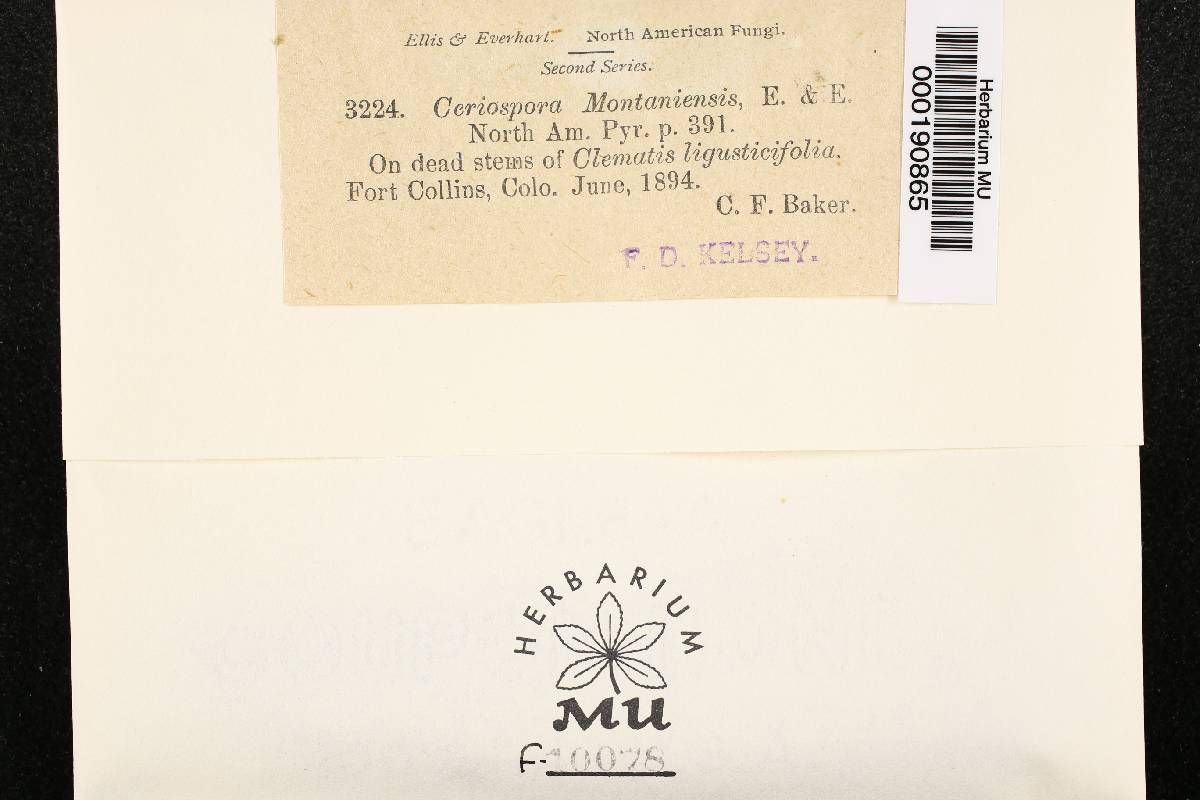 Ellis & Everhart. North American Fungi.
Second Series.
3224. Ceriospora Montaniensis, E. & E.
North Am. Pyr. p. 391.
On dead stems of Clematis ligusticifolia.
Fort Collins, Colo. June, 1894.
C. F. Baker.
F. D. KELSEY.
Herbarium MU
000190865
HERBARIUM
MU
F-10078